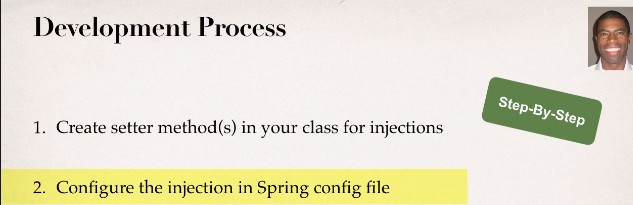 Development Process
Step-By-Step
1. Create setter method(s) in your class for injections
2. Configure the injection in Spring config file